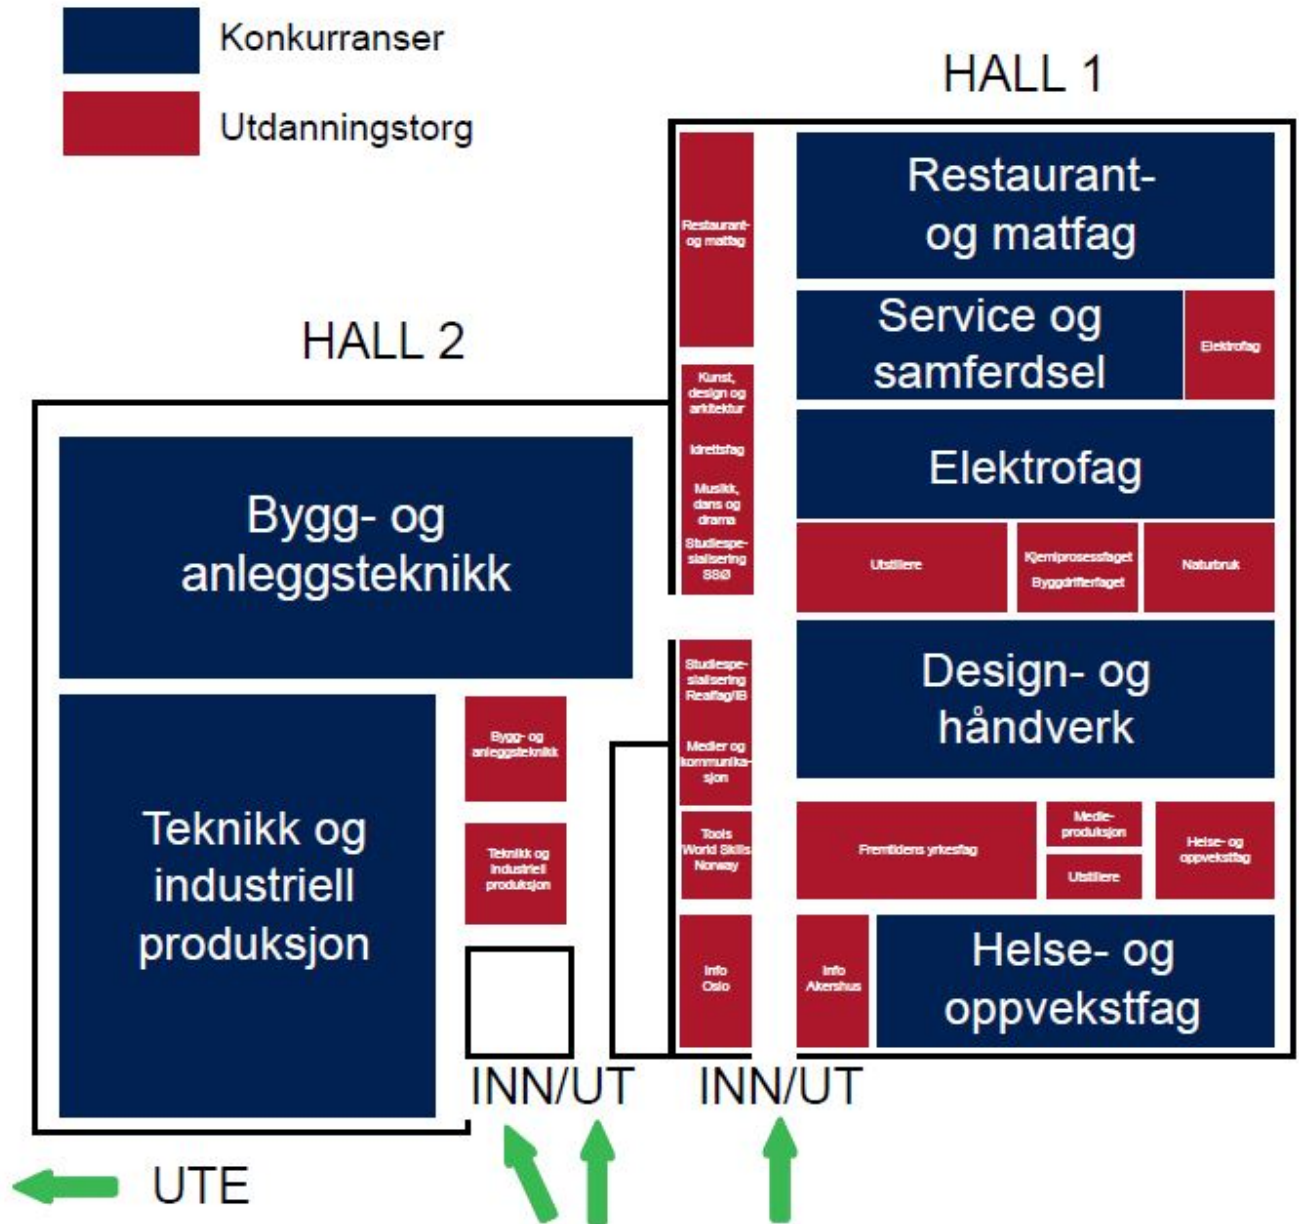 Konkurranser
Utdanningstorg
HALL 1
Restaurant-
og matfag
Restaurant-
og matfag
Service og
samferdsel
Elektrofag
HALL 2
Kunst,
design og
arkitektur
Idrettsfag
Musikk,
dans og
drama
Studiespe-
sialisering
SSØ
Elektrofag
Utstillere
Kjemiprosessfaget
Byggdrifterfaget
Naturbruk
Bygg- og
anleggsteknikk
Studiespe-
sialisering
Realfag/IB
Medier og
kommunika-
sjon
Design- og
håndverk
Bygg- og
anleggsteknikk
Teknikk og
industriell
produksjon
Teknikk og
industriell
produksjon
Tools
World Skills
Norway
Fremtidens yrkesfag
Medie-
produksjon
Utstillere
Helse- og
oppvekstfag
Info
Oslo
Info
Akershus
Helse- og
oppvekstfag
INN/UT
INN/UT
UTE